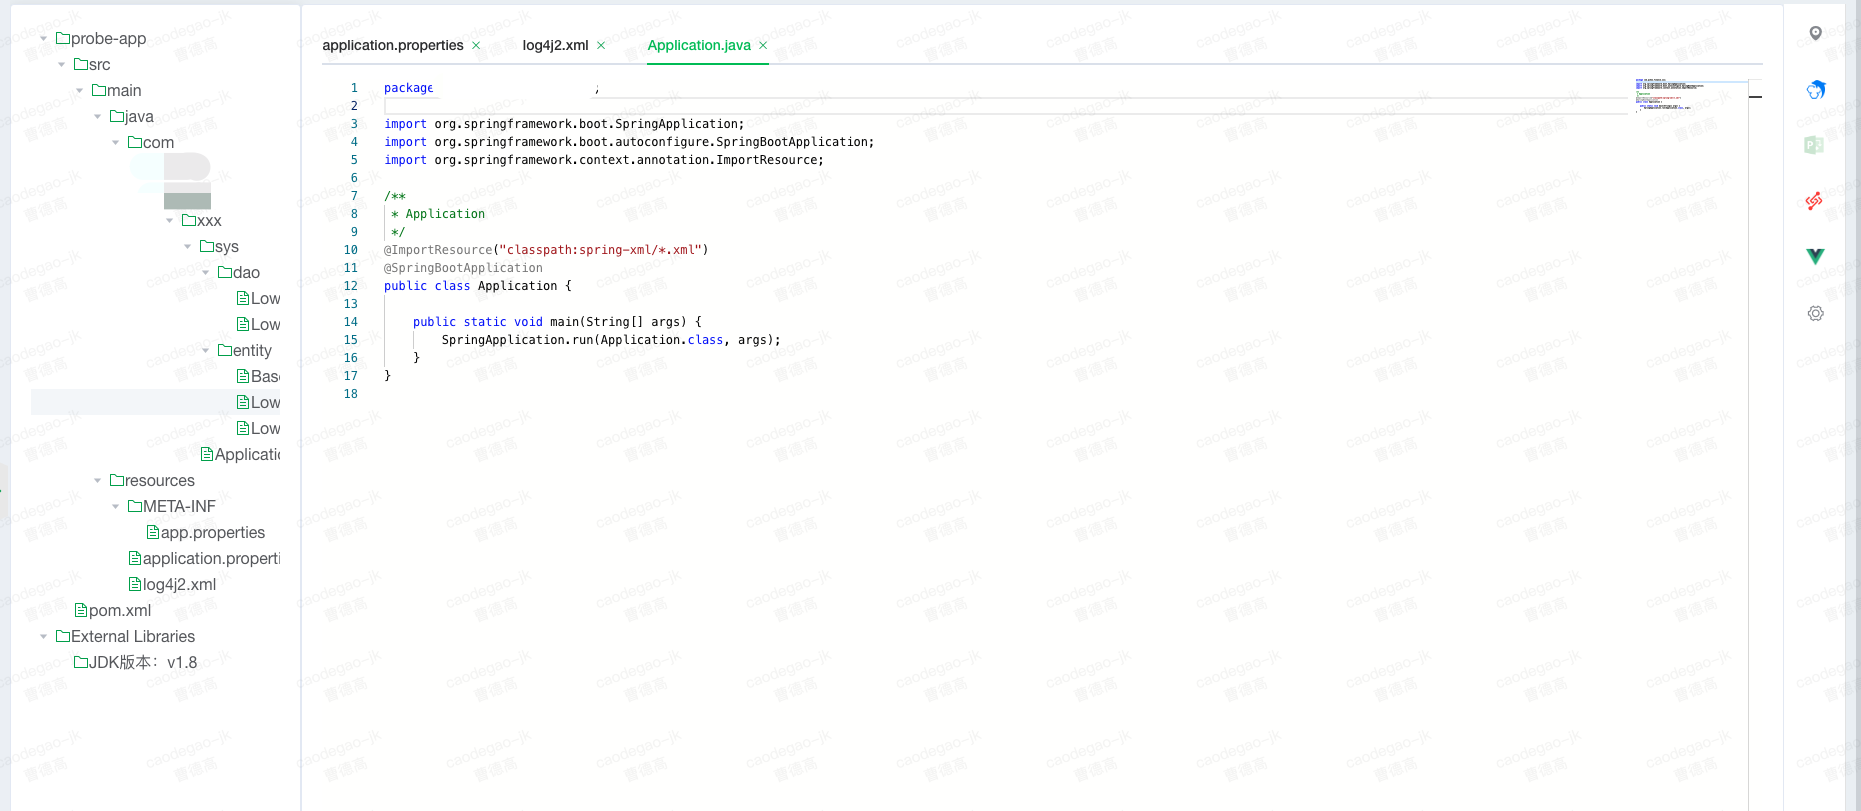 probe-app
src
main
java
com
xxx
sys
dao
Low
Low
entity
Bas
Low
Low
Applicatio
resources
META-INF
app.properties
application.properti
log4j2.xml
pom.xml
External Libraries
JDK版本：v1.8
application.properties × log4j2.xml × Application.java ×
1 package ;
2
3 import org.springframework.boot.SpringApplication;
4 import org.springframework.boot.autoconfigure.SpringBootApplication;
5 import org.springframework.context.annotation.ImportResource;
6
7 /**
8 * Application
9 */
10 @ImportResource("classpath:spring-xml/*.xml")
11 @SpringBootApplication
12 public class Application {
13
14 public static void main(String[] args) {
15 SpringApplication.run(Application.class, args);
16 }
17 }
18
caodegao-jk
曹德高